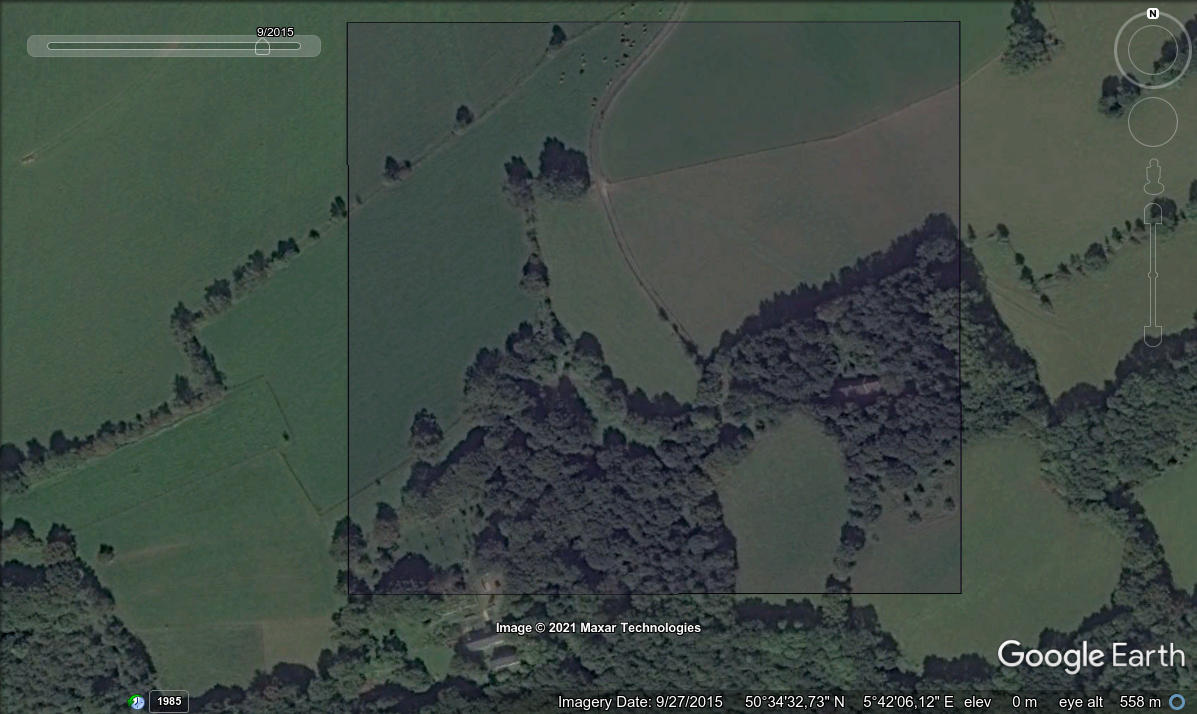 9/2015
N
Image © 2021 Maxar Technologies
Google Earth
1985
Imagery Date: 9/27/2015 50°34'32,73" N 5°42'06,12" E elev 0 m eye alt 558 m